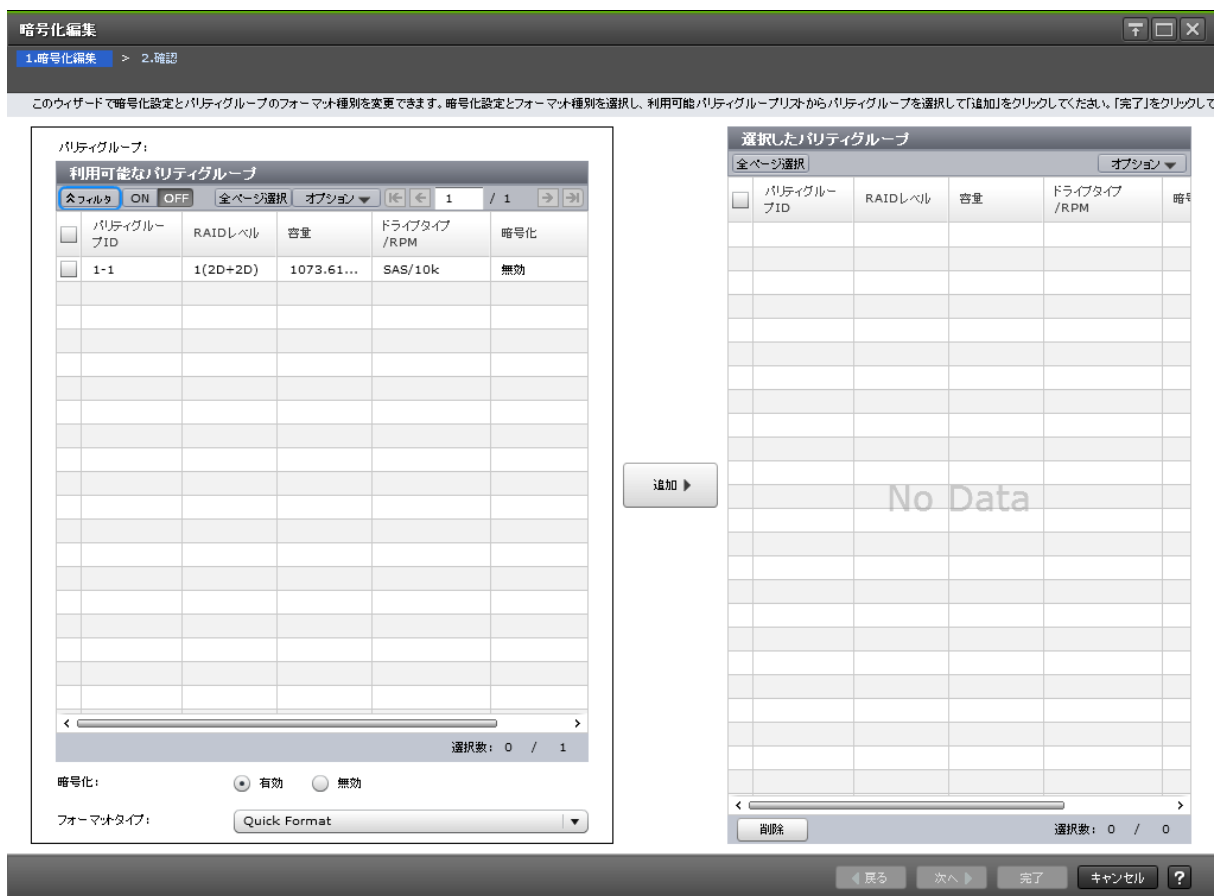 暗号化編集
1.暗号化編集 > 2.確認
このウィザードで暗号化設定とパリティグループのフォーマット種別を変更できます。暗号化設定とフォーマット種別を選択し、利用可能パリティグループリストからパリティグループを選択して「追加」をクリックしてください。「完了」をクリックして
パリティグループ:
利用可能なパリティグループ
フィルタ ON OFF 全ページ選択 オプション 1 / 1
パリティグループID RAIDレベル 容量 ドライブタイプ/RPM 暗号化
1-1 1(2D+2D) 1073.61... SAS/10k 無効
選択数: 0 / 1
暗号化: 有効 無効
フォーマットタイプ: Quick Format
追加
選択したパリティグループ
全ページ選択 オプション
パリティグループID RAIDレベル 容量 ドライブタイプ/RPM 暗号
No Data
削除 選択数: 0 / 0
戻る 次へ 完了 キャンセル ?